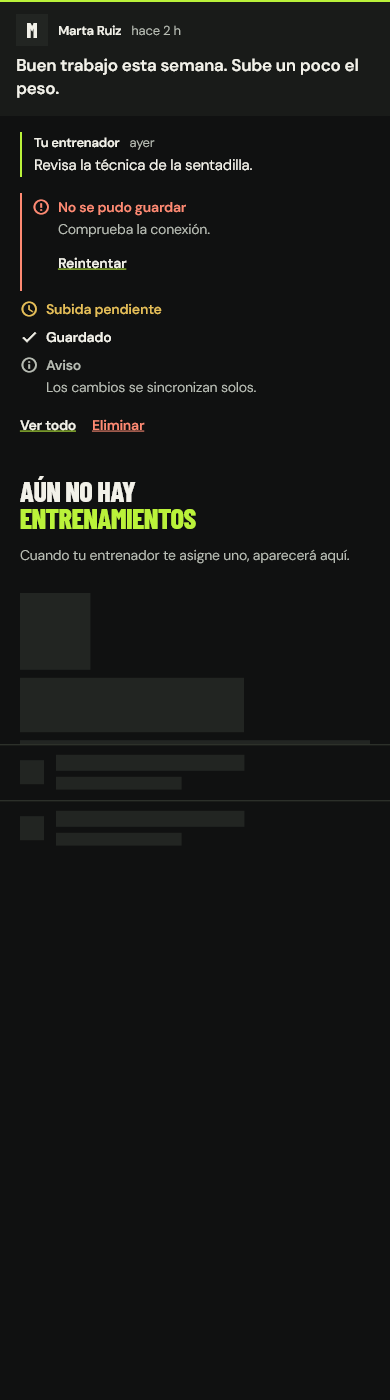 M
Marta Ruiz hace 2 h
Buen trabajo esta semana. Sube un poco el
peso.
Tu entrenador ayer
Revisa la técnica de la sentadilla.
No se pudo guardar
Comprueba la conexión.
Reintentar
Subida pendiente
Guardado
Aviso
Los cambios se sincronizan solos.
Ver todo Eliminar
AÚN NO HAY
ENTRENAMIENTOS
Cuando tu entrenador te asigne uno, aparecerá aquí.